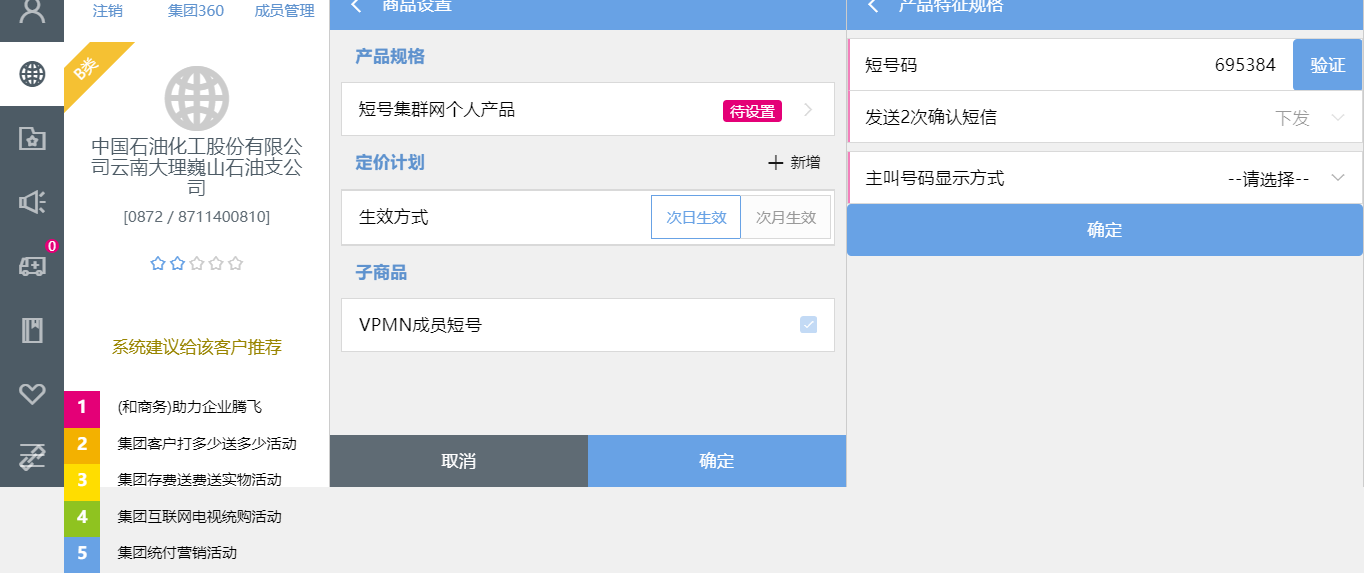 注销 集团360 成员管理
B类
中国石油化工股份有限公
司云南大理巍山石油支公
司
[0872 / 8711400810]
0
系统建议给该客户推荐
1 (和商务)助力企业腾飞
2 集团客户打多少送多少活动
3 集团存费送费送实物活动
4 集团互联网电视统购活动
5 集团统付营销活动
商品设置
产品规格
短号集群网个人产品 待设置
定价计划 新增
生效方式 次日生效 次月生效
子商品
VPMN成员短号
取消 确定
产品特征规格
短号码 695384 验证
发送2次确认短信 下发
主叫号码显示方式 --请选择--
确定